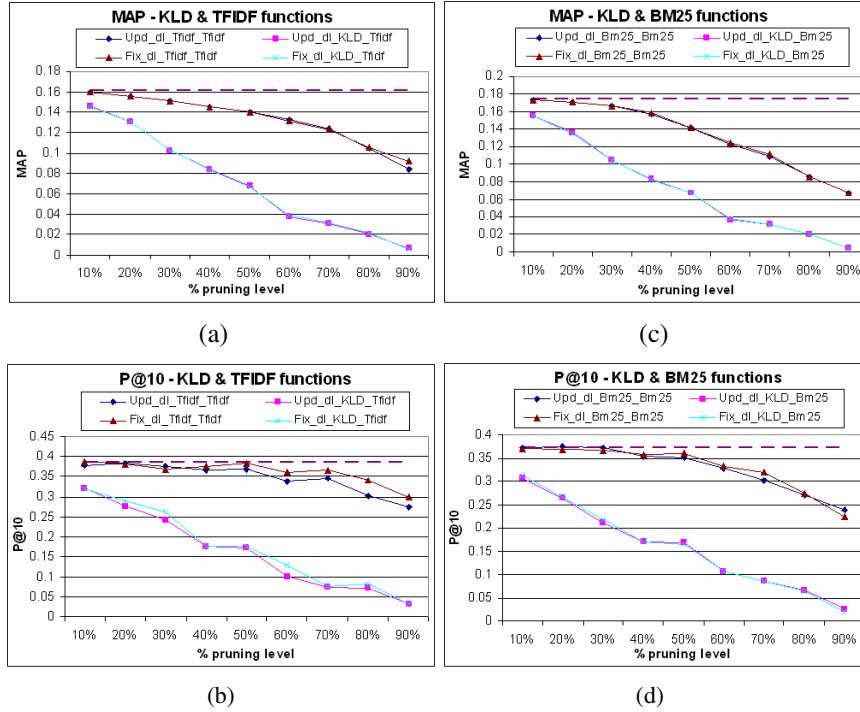 MAP - KLD & TFIDF functions
Upd_dl_Tfidf_Tfidf
Upd_dl_KLD_Tfidf
Fix_dl_Tfidf_Tfidf
Fix_dl_KLD_Tfidf
0.18
0.16
0.14
0.12
0.1
0.08
0.06
0.04
0.02
0
MAP
10% 20% 30% 40% 50% 60% 70% 80% 90%
% pruning level
(a)
MAP - KLD & BM25 functions
Upd_dl_Bm25_Bm25
Upd_dl_KLD_Bm25
Fix_dl_Bm25_Bm25
Fix_dl_KLD_Bm25
0.2
0.18
0.16
0.14
0.12
0.1
0.08
0.06
0.04
0.02
0
MAP
10% 20% 30% 40% 50% 60% 70% 80% 90%
% pruning level
(c)
P@10 - KLD & TFIDF functions
Upd_dl_Tfidf_Tfidf
Upd_dl_KLD_Tfidf
Fix_dl_Tfidf_Tfidf
Fix_dl_KLD_Tfidf
0.45
0.4
0.35
0.3
0.25
0.2
0.15
0.1
0.05
0
P@10
10% 20% 30% 40% 50% 60% 70% 80% 90%
% pruning level
(b)
P@10 - KLD & BM25 functions
Upd_dl_Bm25_Bm25
Upd_dl_KLD_Bm25
Fix_dl_Bm25_Bm25
Fix_dl_KLD_Bm25
0.4
0.35
0.3
0.25
0.2
0.15
0.1
0.05
0
P@10
10% 20% 30% 40% 50% 60% 70% 80% 90%
% pruning level
(d)